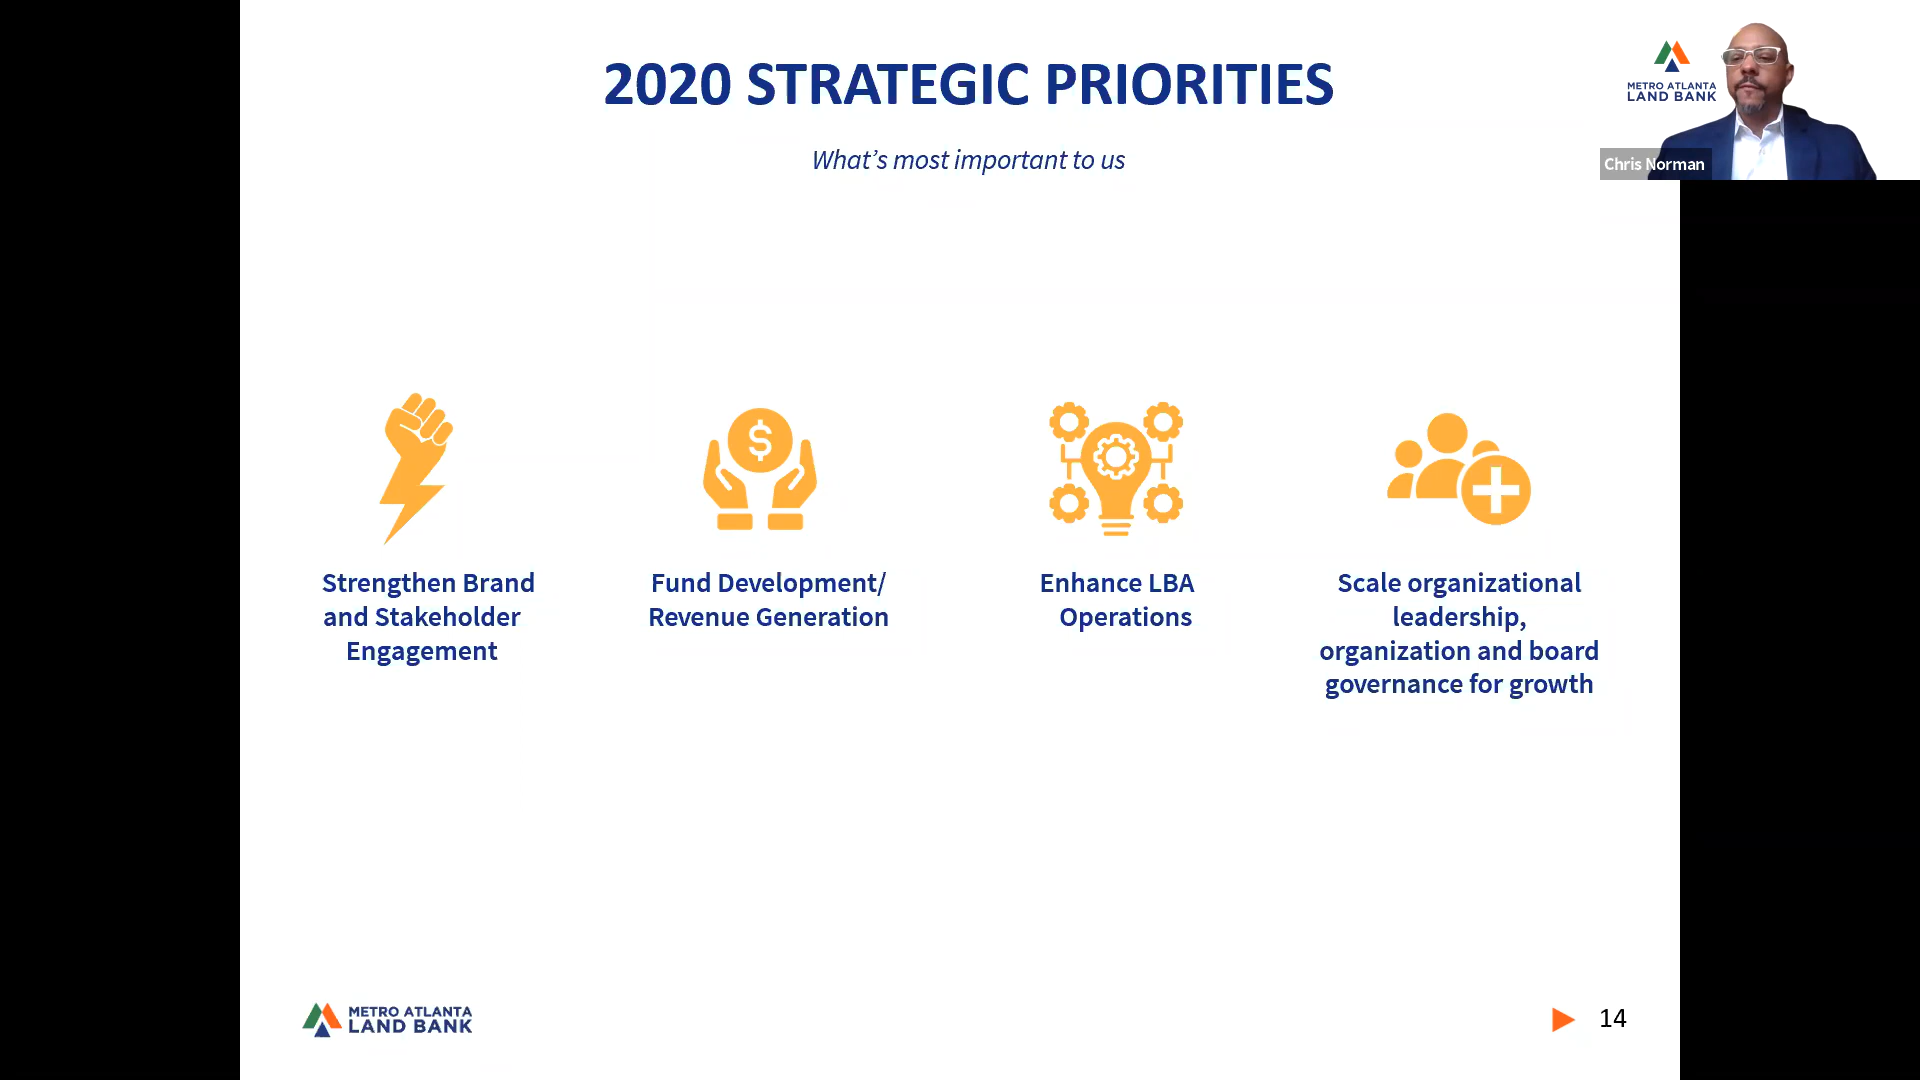 2020 STRATEGIC PRIORITIES
What's most important to us
METRO ATLANTA
LAND BANK
Chris Norman
$
Strengthen Brand
and Stakeholder
Engagement
Fund Development/
Revenue Generation
Enhance LBA
Operations
Scale organizational
leadership,
organization and board
governance for growth
METRO ATLANTA
LAND BANK
14